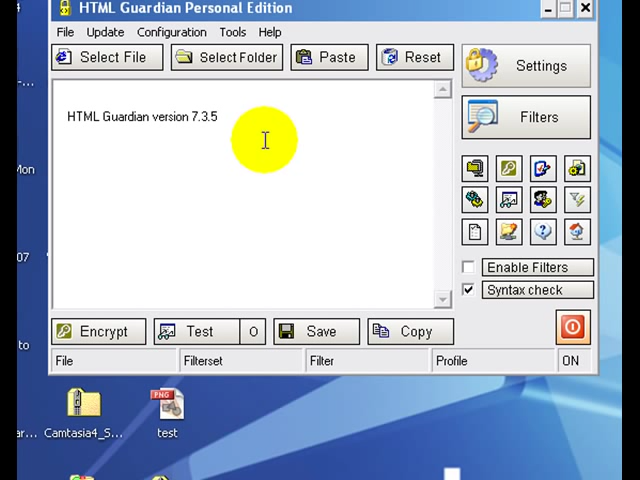 HTML Guardian Personal Edition
File Update Configuration Tools Help
Select File Select Folder Paste Reset
Settings
HTML Guardian version 7.3.5
Filters
Mon
07
Enable Filters
Syntax check
Encrypt Test O Save Copy
to
File Filterset Filter Profile ON
PNG
ar... Camtasia4_S... test